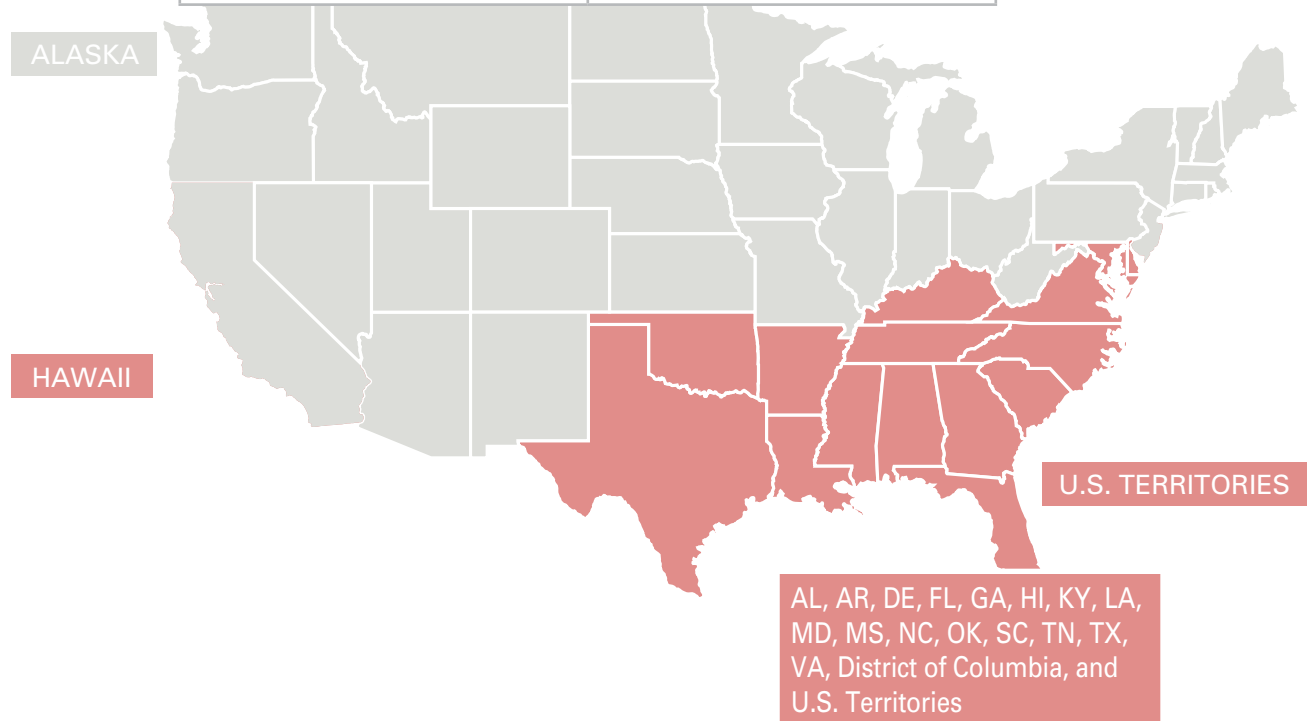 ALASKA
HAWAII
U.S. TERRITORIES
AL, AR, DE, FL, GA, HI, KY, LA,
MD, MS, NC, OK, SC, TN, TX,
VA, District of Columbia, and
U.S. Territories